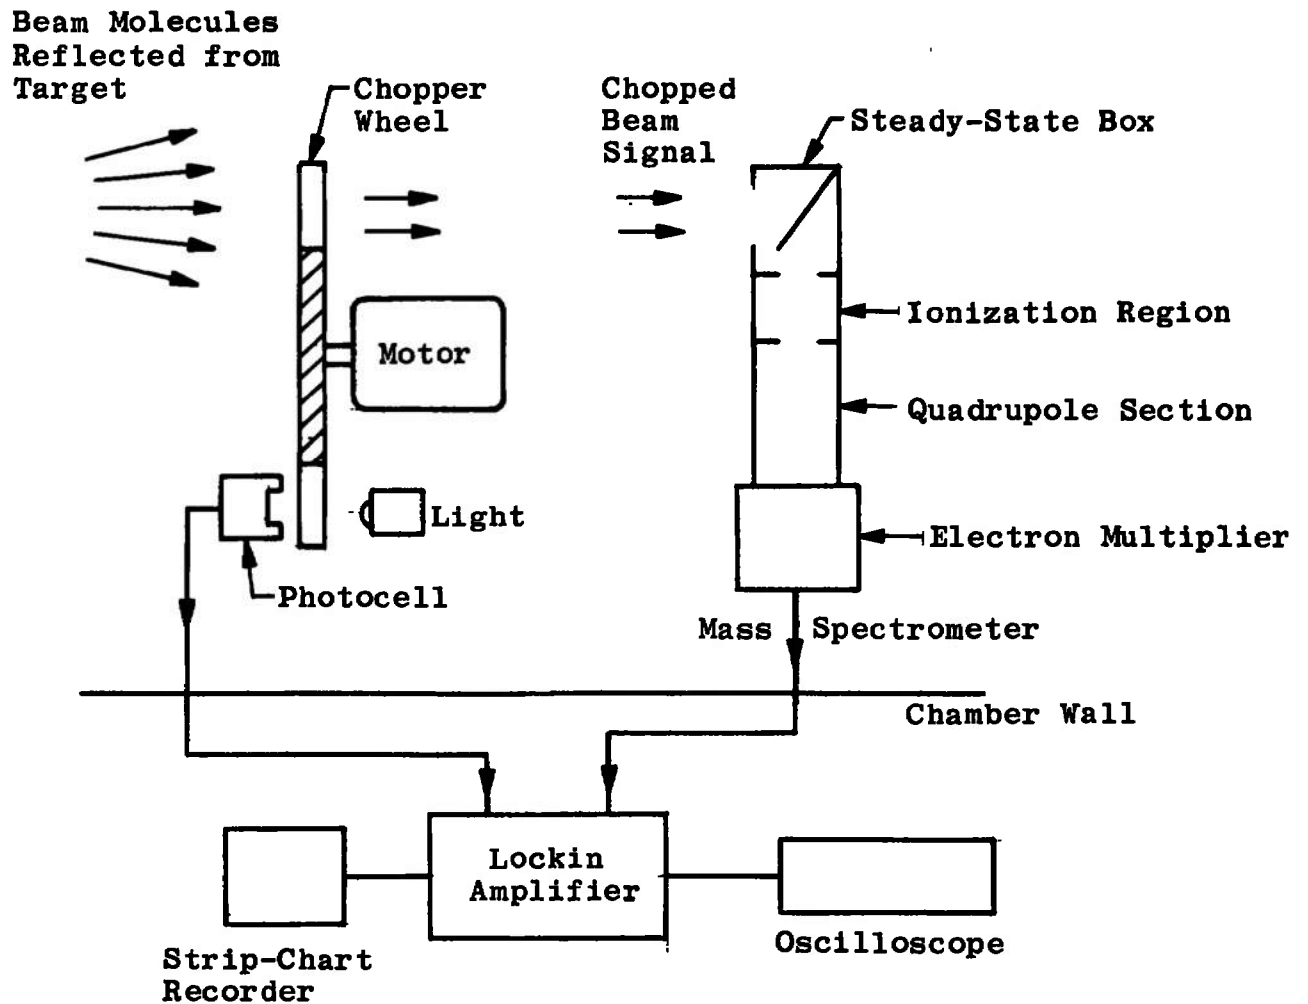 Beam Molecules
Reflected from
Target
Chopper
Wheel
Chopped
Beam
Signal
Steady-State Box
Ionization Region
Motor
Quadrupole Section
Light
Electron Multiplier
Photocell
Mass Spectrometer
Chamber Wall
Lockin
Amplifier
Oscilloscope
Strip-Chart
Recorder